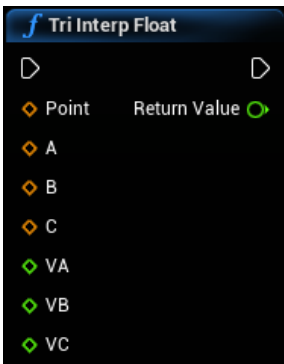 f Tri Interp Float
Point Return Value
A
B
C
VA
VB
VC